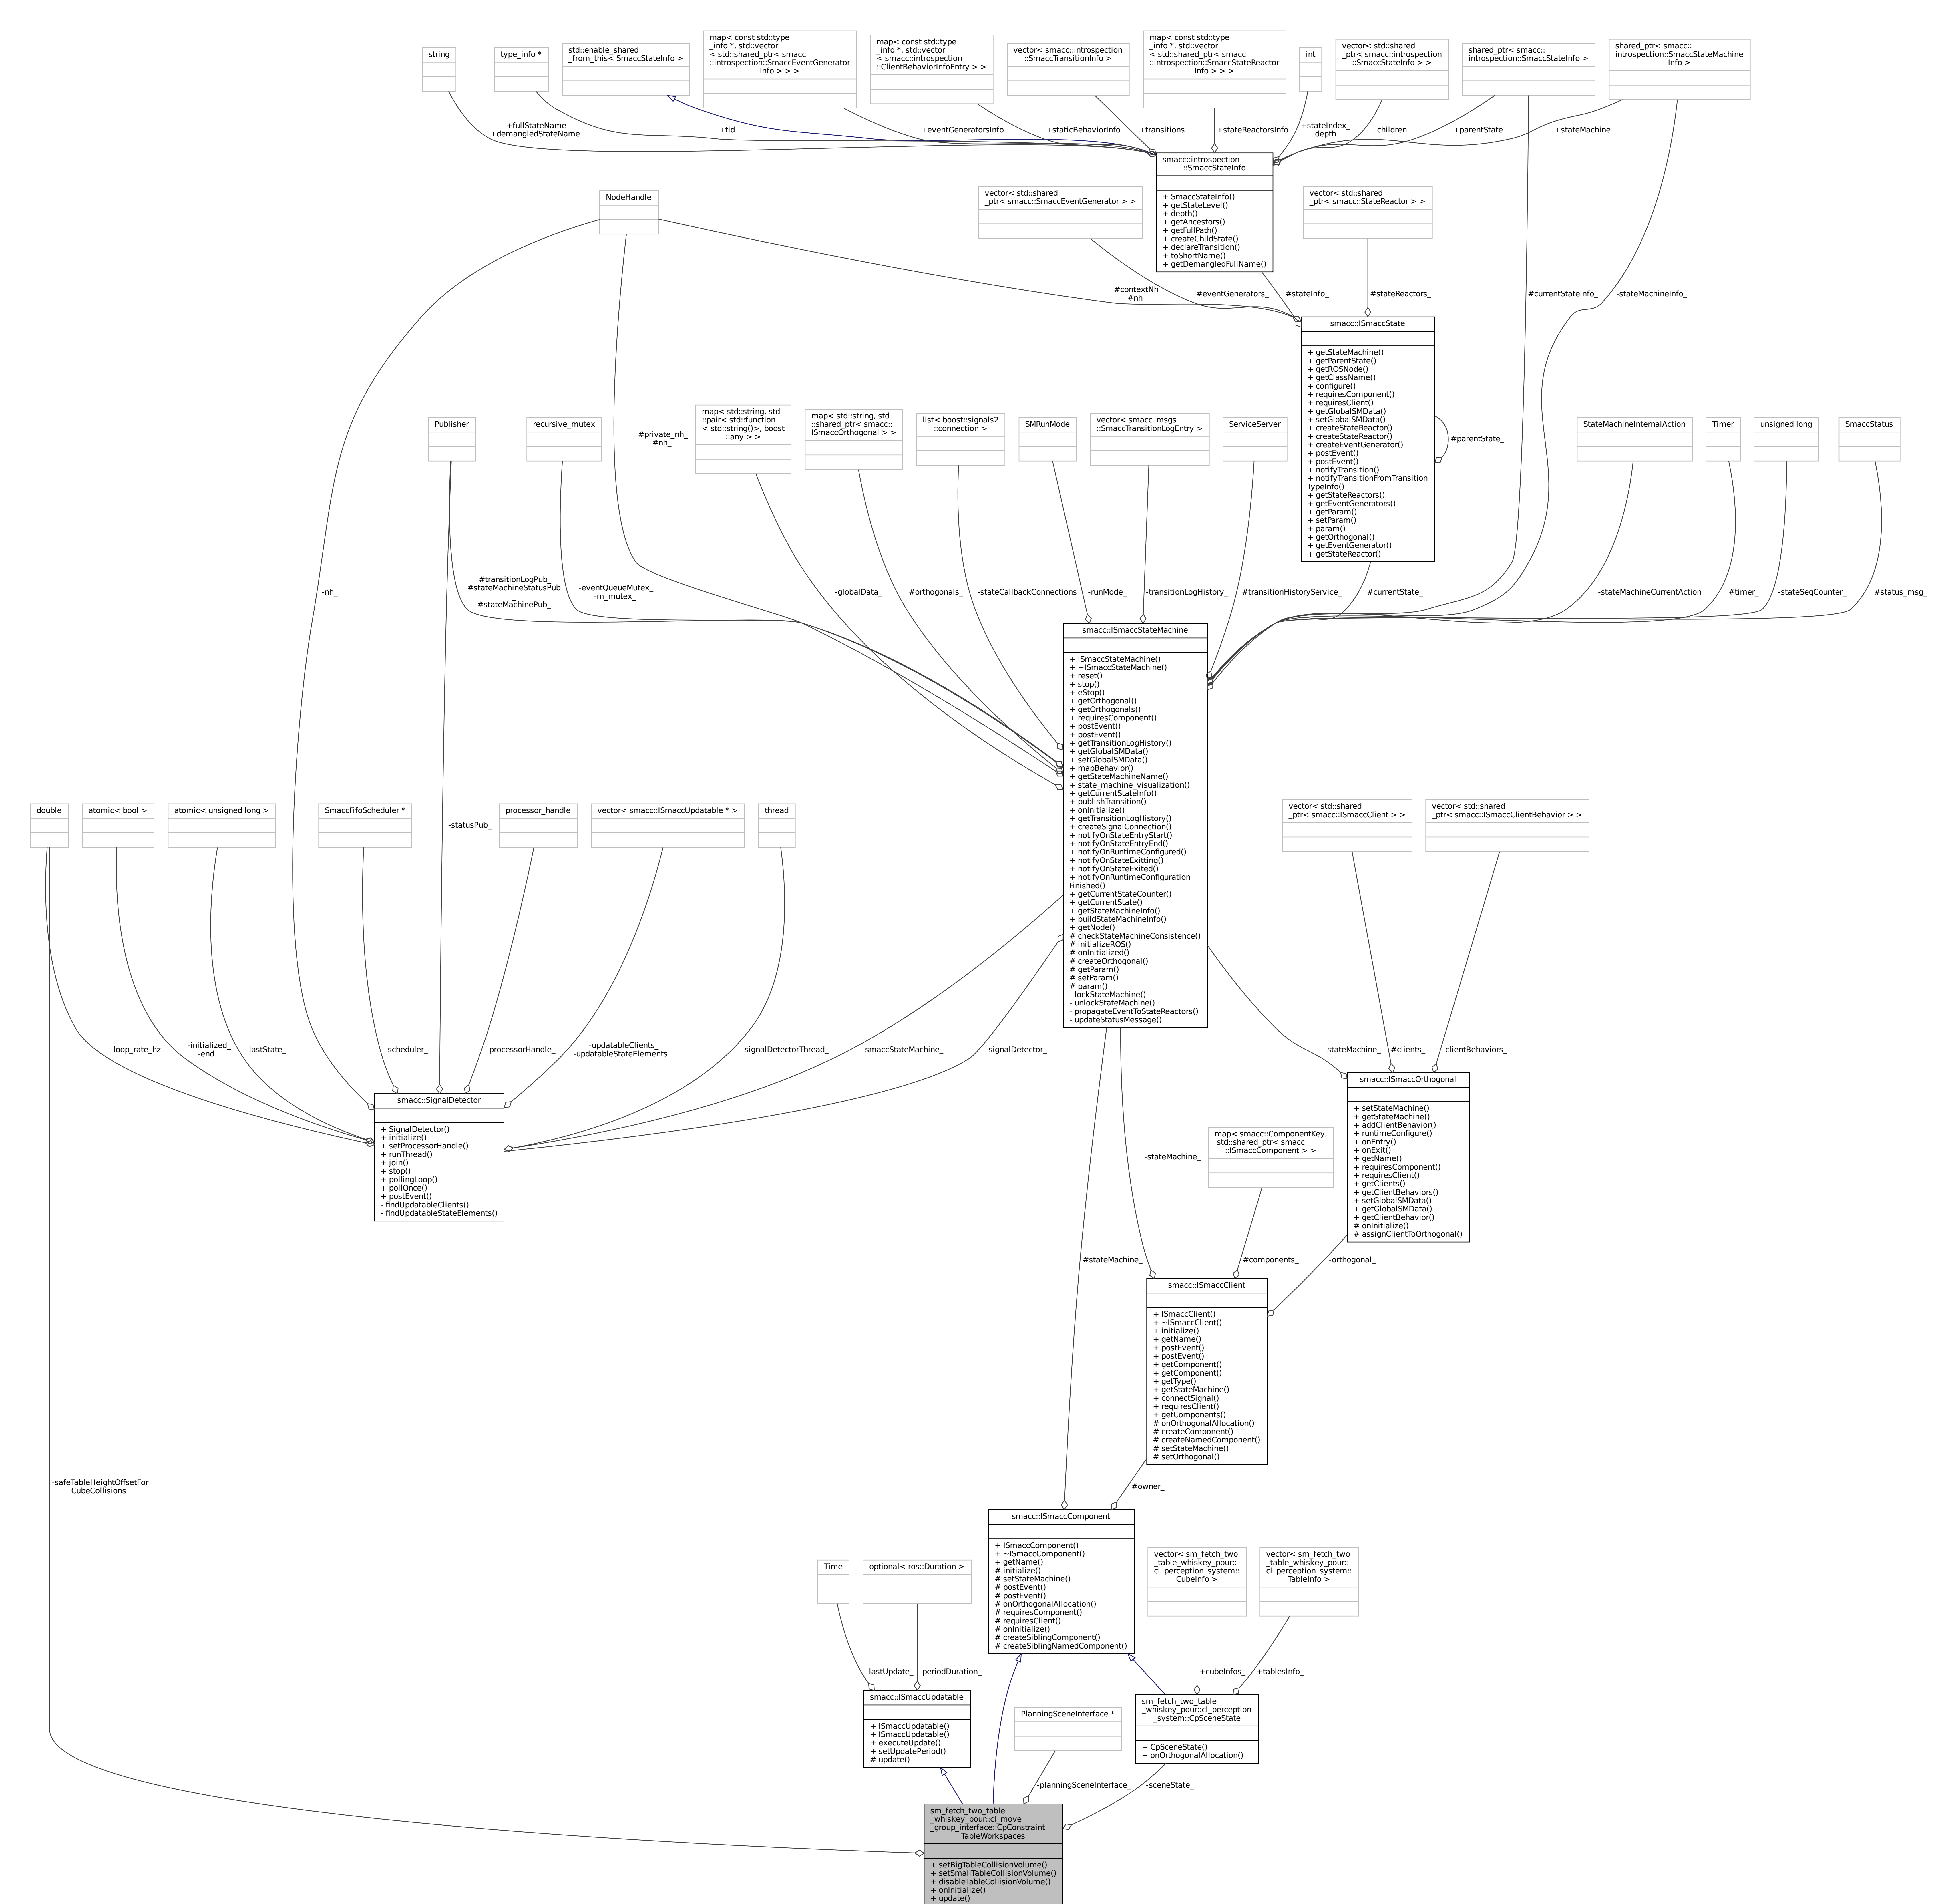 string
type_info *
std::enable_shared
_from_this< SmaccStateInfo >
map< const std::type
_info *, std::vector
< std::shared_ptr< smacc
::introspection::SmaccEventGenerator
Info > > >
map< const std::type
_info *, std::vector
< smacc::introspection
::ClientBehaviorInfoEntry > >
vector< smacc::introspection
::SmaccTransitionInfo >
map< const std::type
_info *, std::vector
< std::shared_ptr< smacc
::introspection::SmaccStateReactor
Info > > >
int
vector< std::shared
_ptr< smacc::introspection
::SmaccStateInfo > >
shared_ptr< smacc::
introspection::SmaccStateInfo >
shared_ptr< smacc::
introspection::SmaccStateMachine
Info >
+fullStateName
+demangledStateName
+tid_
+eventGeneratorsInfo
+staticBehaviorInfo
+transitions_
+stateReactorsInfo
+stateIndex_
+depth_
+children_
+parentState_
+stateMachine_
smacc::introspection
::SmaccStateInfo
+ SmaccStateInfo()
+ getStateLevel()
+ depth()
+ getAncestors()
+ getFullPath()
+ createChildState()
+ declareTransition()
+ toShortName()
+ getDemangledFullName()
NodeHandle
vector< std::shared
_ptr< smacc::SmaccEventGenerator > >
vector< std::shared
_ptr< smacc::StateReactor > >
#contextNh
#nh
#eventGenerators_
#stateInfo_
#stateReactors_
#currentStateInfo_
-stateMachineInfo_
smacc::ISmaccState
+ getStateMachine()
+ getParentState()
+ getROSNode()
+ getClassName()
+ configure()
+ requiresComponent()
+ requiresClient()
+ getGlobalSMData()
+ setGlobalSMData()
+ createStateReactor()
+ createStateReactor()
+ createEventGenerator()
+ postEvent()
+ postEvent()
+ notifyTransition()
+ notifyTransitionFromTransition
TypeInfo()
+ getStateReactors()
+ getEventGenerators()
+ getParam()
+ setParam()
+ param()
+ getOrthogonal()
+ getEventGenerator()
+ getStateReactor()
#parentState_
Publisher
recursive_mutex
#private_nh_
#nh_
map< std::string, std
::pair< std::function
< std::string()>, boost
::any > >
map< std::string, std
::shared_ptr< smacc::
ISmaccOrthogonal > >
list< boost::signals2
::connection >
SMRunMode
vector< smacc_msgs
::SmaccTransitionLogEntry >
ServiceServer
StateMachineInternalAction
Timer
unsigned long
SmaccStatus
-nh_
#transitionLogPub_
#stateMachineStatusPub
_
#stateMachinePub_
-eventQueueMutex_
-m_mutex_
-globalData_
#orthogonals_
-stateCallbackConnections
-runMode_
-transitionLogHistory_
#transitionHistoryService_
#currentState_
-stateMachineCurrentAction
#timer_
-stateSeqCounter_
#status_msg_
smacc::ISmaccStateMachine
+ ISmaccStateMachine()
+ ~ISmaccStateMachine()
+ reset()
+ stop()
+ eStop()
+ getOrthogonal()
+ getOrthogonals()
+ requiresComponent()
+ postEvent()
+ postEvent()
+ getTransitionLogHistory()
+ getGlobalSMData()
+ setGlobalSMData()
+ mapBehavior()
+ getStateMachineName()
+ state_machine_visualization()
+ getCurrentStateInfo()
+ publishTransition()
+ onInitialize()
+ getTransitionLogHistory()
+ createSignalConnection()
+ notifyOnStateEntryStart()
+ notifyOnStateEntryEnd()
+ notifyOnRuntimeConfigured()
+ notifyOnStateExitting()
+ notifyOnStateExited()
+ notifyOnRuntimeConfiguration
Finished()
+ getCurrentStateCounter()
+ getCurrentState()
+ getStateMachineInfo()
+ buildStateMachineInfo()
+ getNode()
# checkStateMachineConsistence()
# initializeROS()
# onInitialized()
# createOrthogonal()
# getParam()
# setParam()
# param()
- lockStateMachine()
- unlockStateMachine()
- propagateEventToStateReactors()
- updateStatusMessage()
double
atomic< bool >
atomic< unsigned long >
SmaccFifoScheduler *
-statusPub_
processor_handle
vector< smacc::ISmaccUpdatable * >
thread
vector< std::shared
_ptr< smacc::ISmaccClient > >
vector< std::shared
_ptr< smacc::ISmaccClientBehavior > >
-loop_rate_hz
-initialized_
-end_
-lastState_
-scheduler_
-processorHandle_
-updatableClients_
-updatableStateElements_
-signalDetectorThread_
-smaccStateMachine_
-signalDetector_
-stateMachine_
#clients_
-clientBehaviors_
smacc::SignalDetector
+ SignalDetector()
+ initialize()
+ setProcessorHandle()
+ runThread()
+ join()
+ stop()
+ pollingLoop()
+ pollOnce()
+ postEvent()
- findUpdatableClients()
- findUpdatableStateElements()
smacc::ISmaccOrthogonal
+ setStateMachine()
+ getStateMachine()
+ addClientBehavior()
+ runtimeConfigure()
+ onEntry()
+ onExit()
+ getName()
+ requiresComponent()
+ requiresClient()
+ getClients()
+ getClientBehaviors()
+ setGlobalSMData()
+ getGlobalSMData()
+ getClientBehavior()
# onInitialize()
# assignClientToOrthogonal()
-stateMachine_
map< smacc::ComponentKey,
std::shared_ptr< smacc
::ISmaccComponent > >
#stateMachine_
#components_
-orthogonal_
smacc::ISmaccClient
+ ISmaccClient()
+ ~ISmaccClient()
+ initialize()
+ getName()
+ postEvent()
+ postEvent()
+ getComponent()
+ getComponent()
+ getType()
+ getStateMachine()
+ connectSignal()
+ requiresClient()
+ getComponents()
# onOrthogonalAllocation()
# createComponent()
# createNamedComponent()
# setStateMachine()
# setOrthogonal()
-safeTableHeightOffsetFor
CubeCollisions
#owner_
smacc::ISmaccComponent
+ ISmaccComponent()
+ ~ISmaccComponent()
+ getName()
# initialize()
# setStateMachine()
# postEvent()
# postEvent()
# onOrthogonalAllocation()
# requiresComponent()
# requiresClient()
# onInitialize()
# createSiblingComponent()
# createSiblingNamedComponent()
Time
optional< ros::Duration >
vector< sm_fetch_two
_table_whiskey_pour::
cl_perception_system::
CubeInfo >
vector< sm_fetch_two
_table_whiskey_pour::
cl_perception_system::
TableInfo >
-lastUpdate_
-periodDuration_
+cubeInfos_
+tablesInfo_
smacc::ISmaccUpdatable
+ ISmaccUpdatable()
+ ISmaccUpdatable()
+ executeUpdate()
+ setUpdatePeriod()
# update()
PlanningSceneInterface *
sm_fetch_two_table
_whiskey_pour::cl_perception
_system::CpSceneState
+ CpSceneState()
+ onOrthogonalAllocation()
-planningSceneInterface_
-sceneState_
sm_fetch_two_table
_whiskey_pour::cl_move
_group_interface::CpConstraint
TableWorkspaces
+ setBigTableCollisionVolume()
+ setSmallTableCollisionVolume()
+ disableTableCollisionVolume()
+ onInitialize()
+ update()